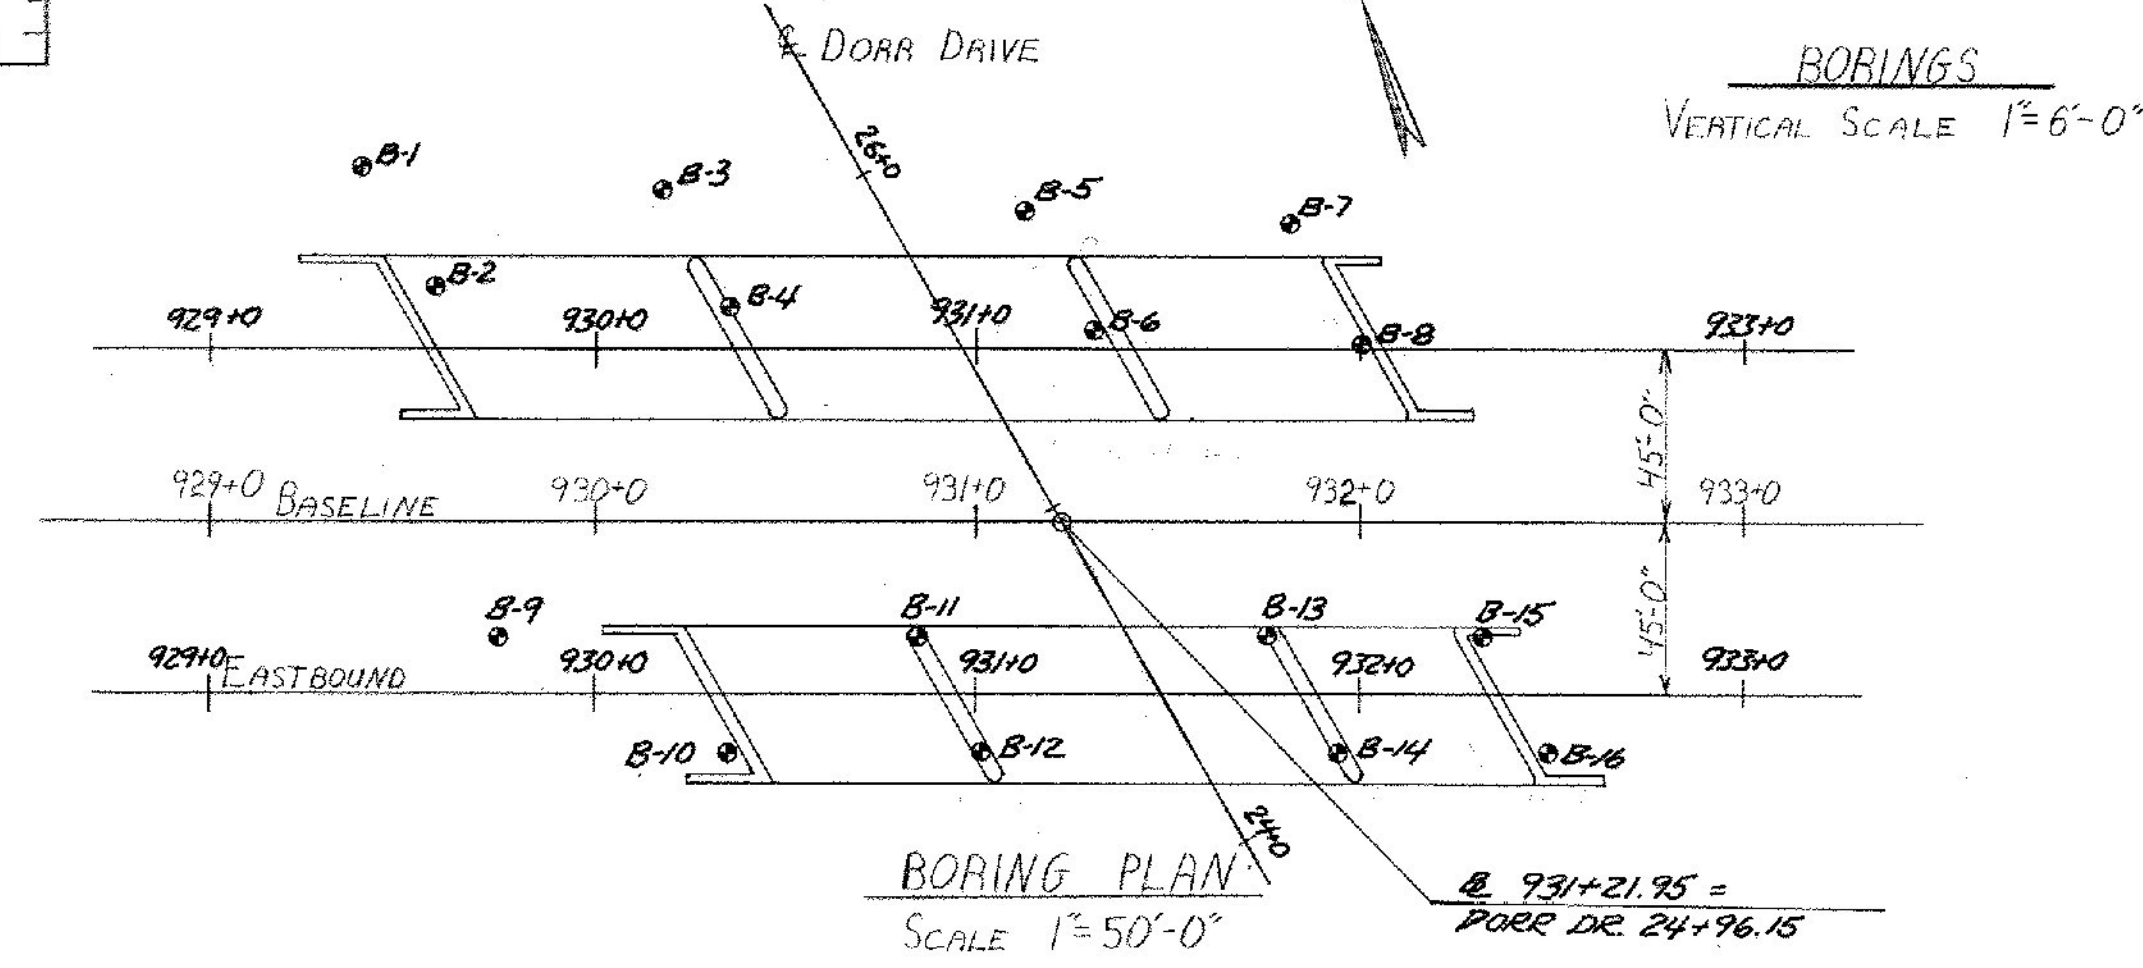 ℄ DORR DRIVE
BORINGS
VERTICAL SCALE 1"=6'-0"
26+0
B-1
B-3
B-5
B-7
B-2
B-4
B-6
B-8
929+0
930+0
931+0
933+0
45'-0"
929+0
BASELINE
930+0
931+0
932+0
933+0
45'-0"
B-9
B-11
B-13
B-15
929+0
EASTBOUND
930+0
931+0
932+0
933+0
B-10
B-12
B-14
B-16
24+0
BORING PLAN
SCALE 1"=50'-0"
931+21.95 =
DORR DR. 24+96.15